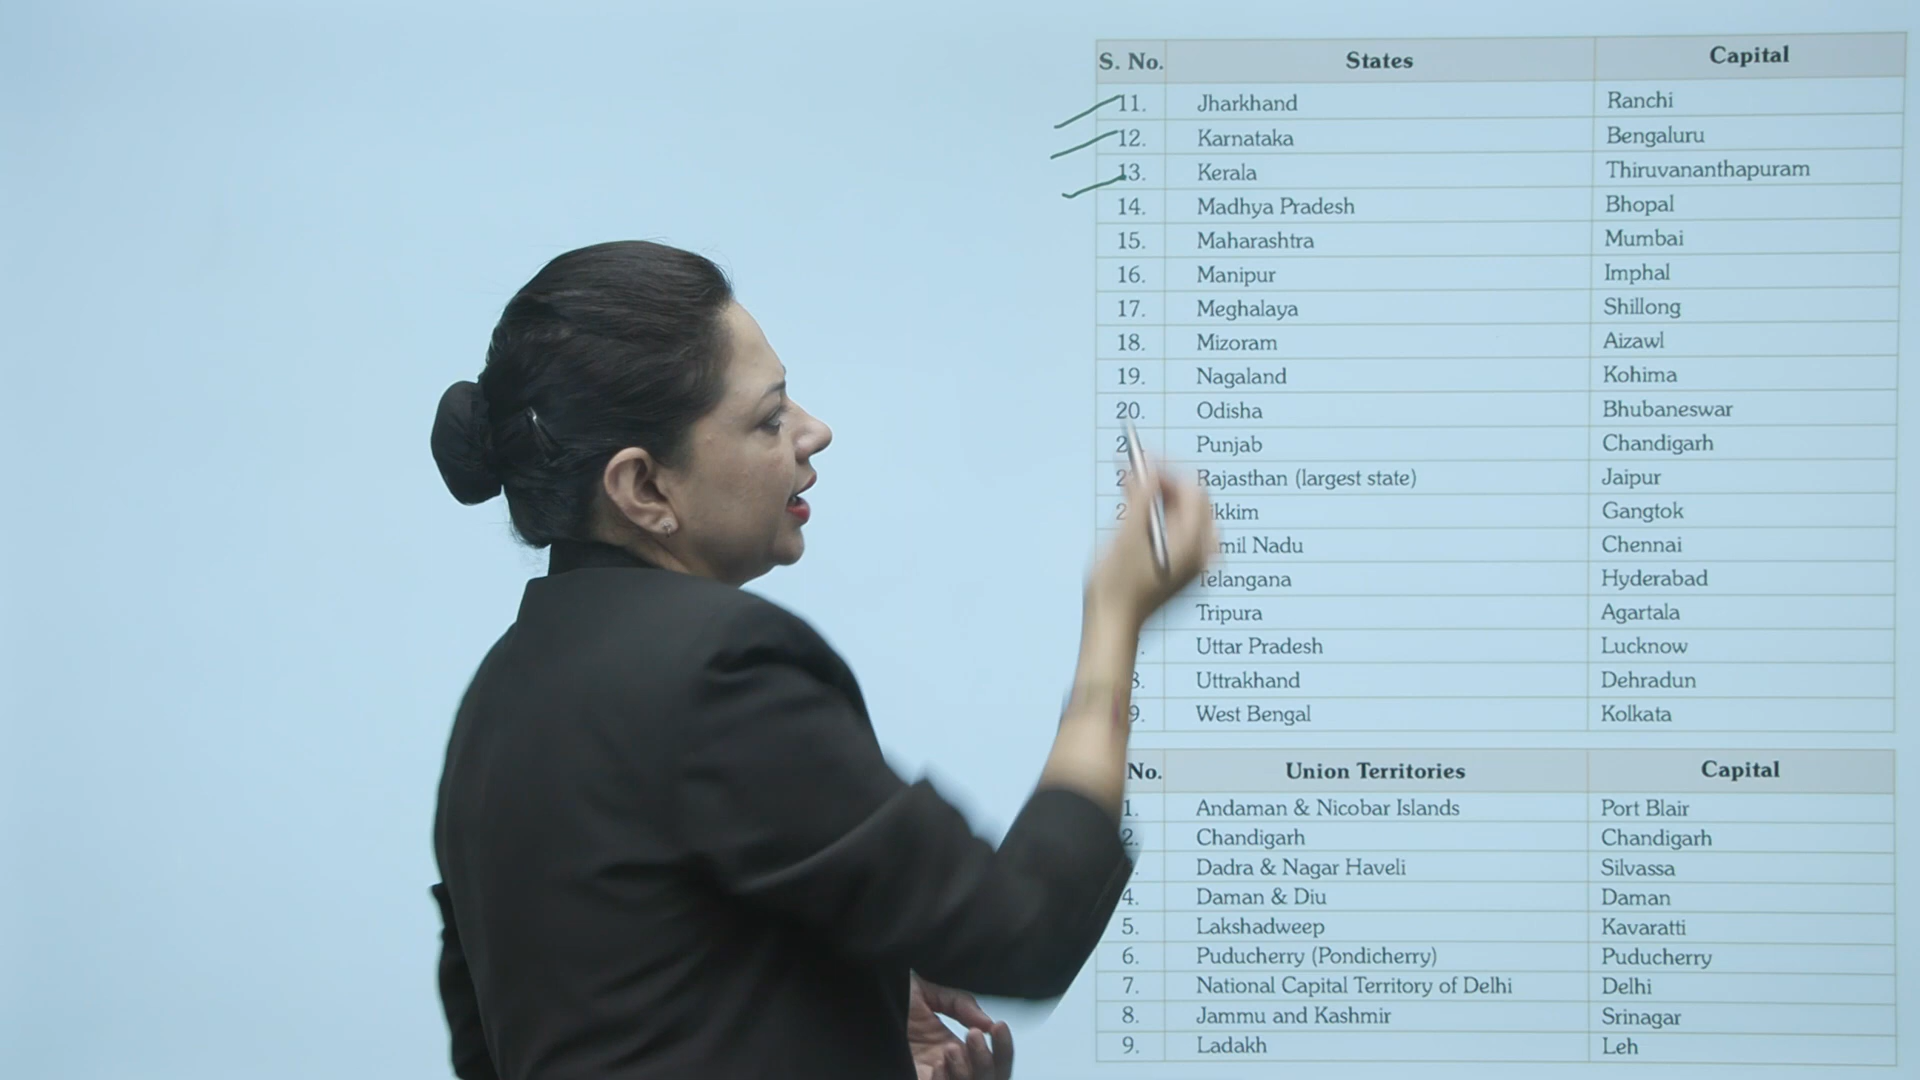 S. No. States Capital
11. Jharkhand Ranchi
12. Karnataka Bengaluru
13. Kerala Thiruvananthapuram
14. Madhya Pradesh Bhopal
15. Maharashtra Mumbai
16. Manipur Imphal
17. Meghalaya Shillong
18. Mizoram Aizawl
19. Nagaland Kohima
20. Odisha Bhubaneswar
Punjab Chandigarh
Rajasthan (largest state) Jaipur
Gangtok
Nadu Chennai
Telangana Hyderabad
Tripura Agartala
Uttar Pradesh Lucknow
Uttrakhand Dehradun
West Bengal Kolkata
No. Union Territories Capital
1. Andaman & Nicobar Islands Port Blair
2. Chandigarh Chandigarh
Dadra & Nagar Haveli Silvassa
4. Daman & Diu Daman
5. Lakshadweep Kavaratti
6. Puducherry (Pondicherry) Puducherry
7. National Capital Territory of Delhi Delhi
8. Jammu and Kashmir Srinagar
9. Ladakh Leh